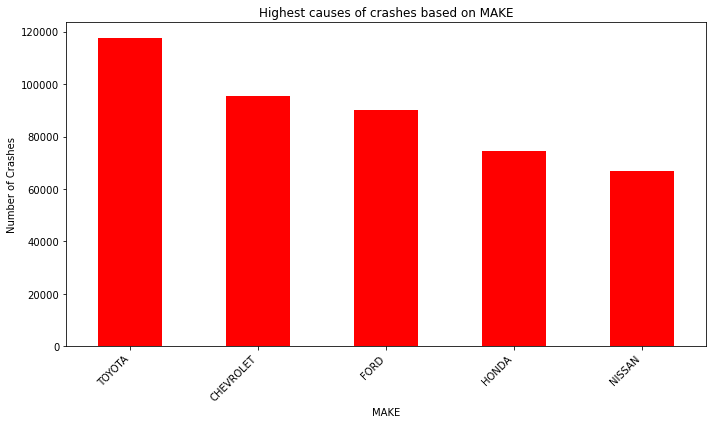 Highest causes of crashes based on MAKE
Number of Crashes
120000
100000
80000
60000
40000
20000
0
TOYOTA
CHEVROLET
FORD
HONDA
NISSAN
MAKE